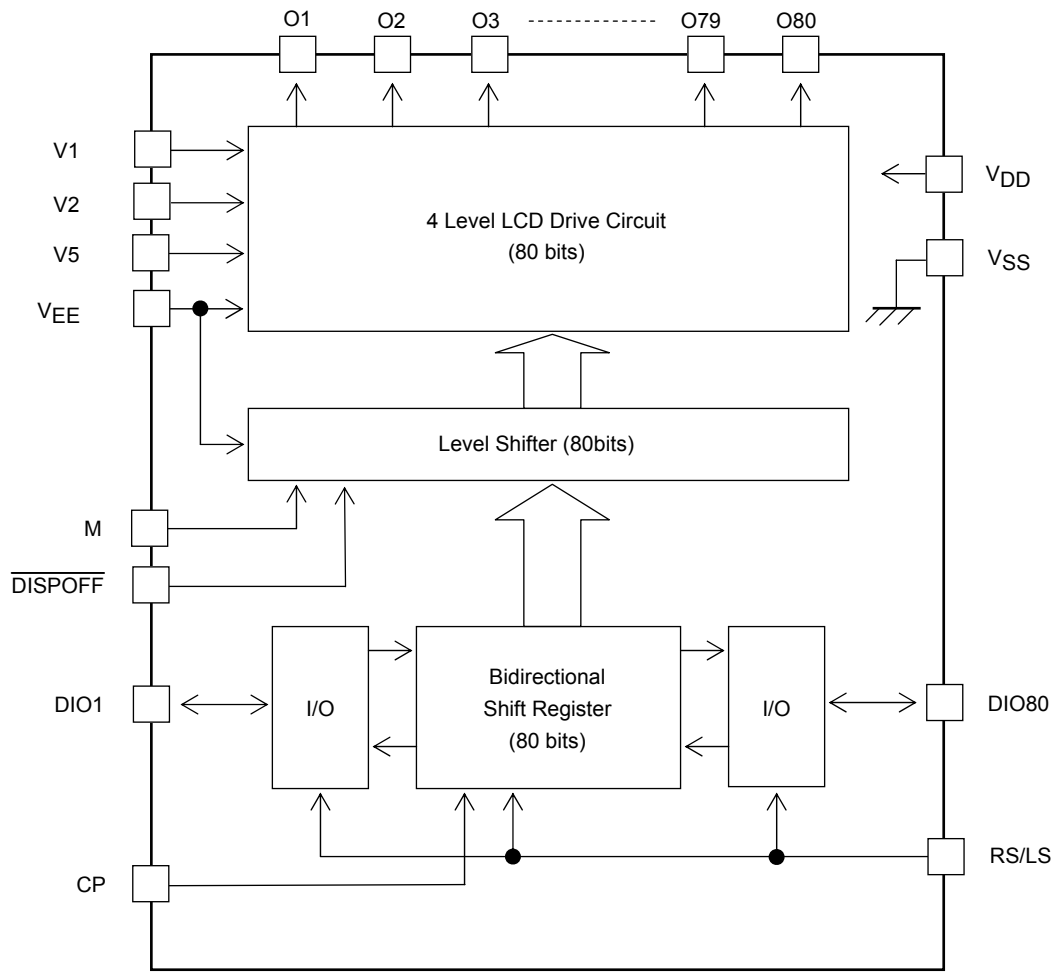 O1 O2 O3 O79 O80
V1
V2
V5
VEE
VDD
VSS
4 Level LCD Drive Circuit
(80 bits)
Level Shifter (80bits)
M
DISPOFF
DIO1
I/O
Bidirectional
Shift Register
(80 bits)
I/O
DIO80
RS/LS
CP